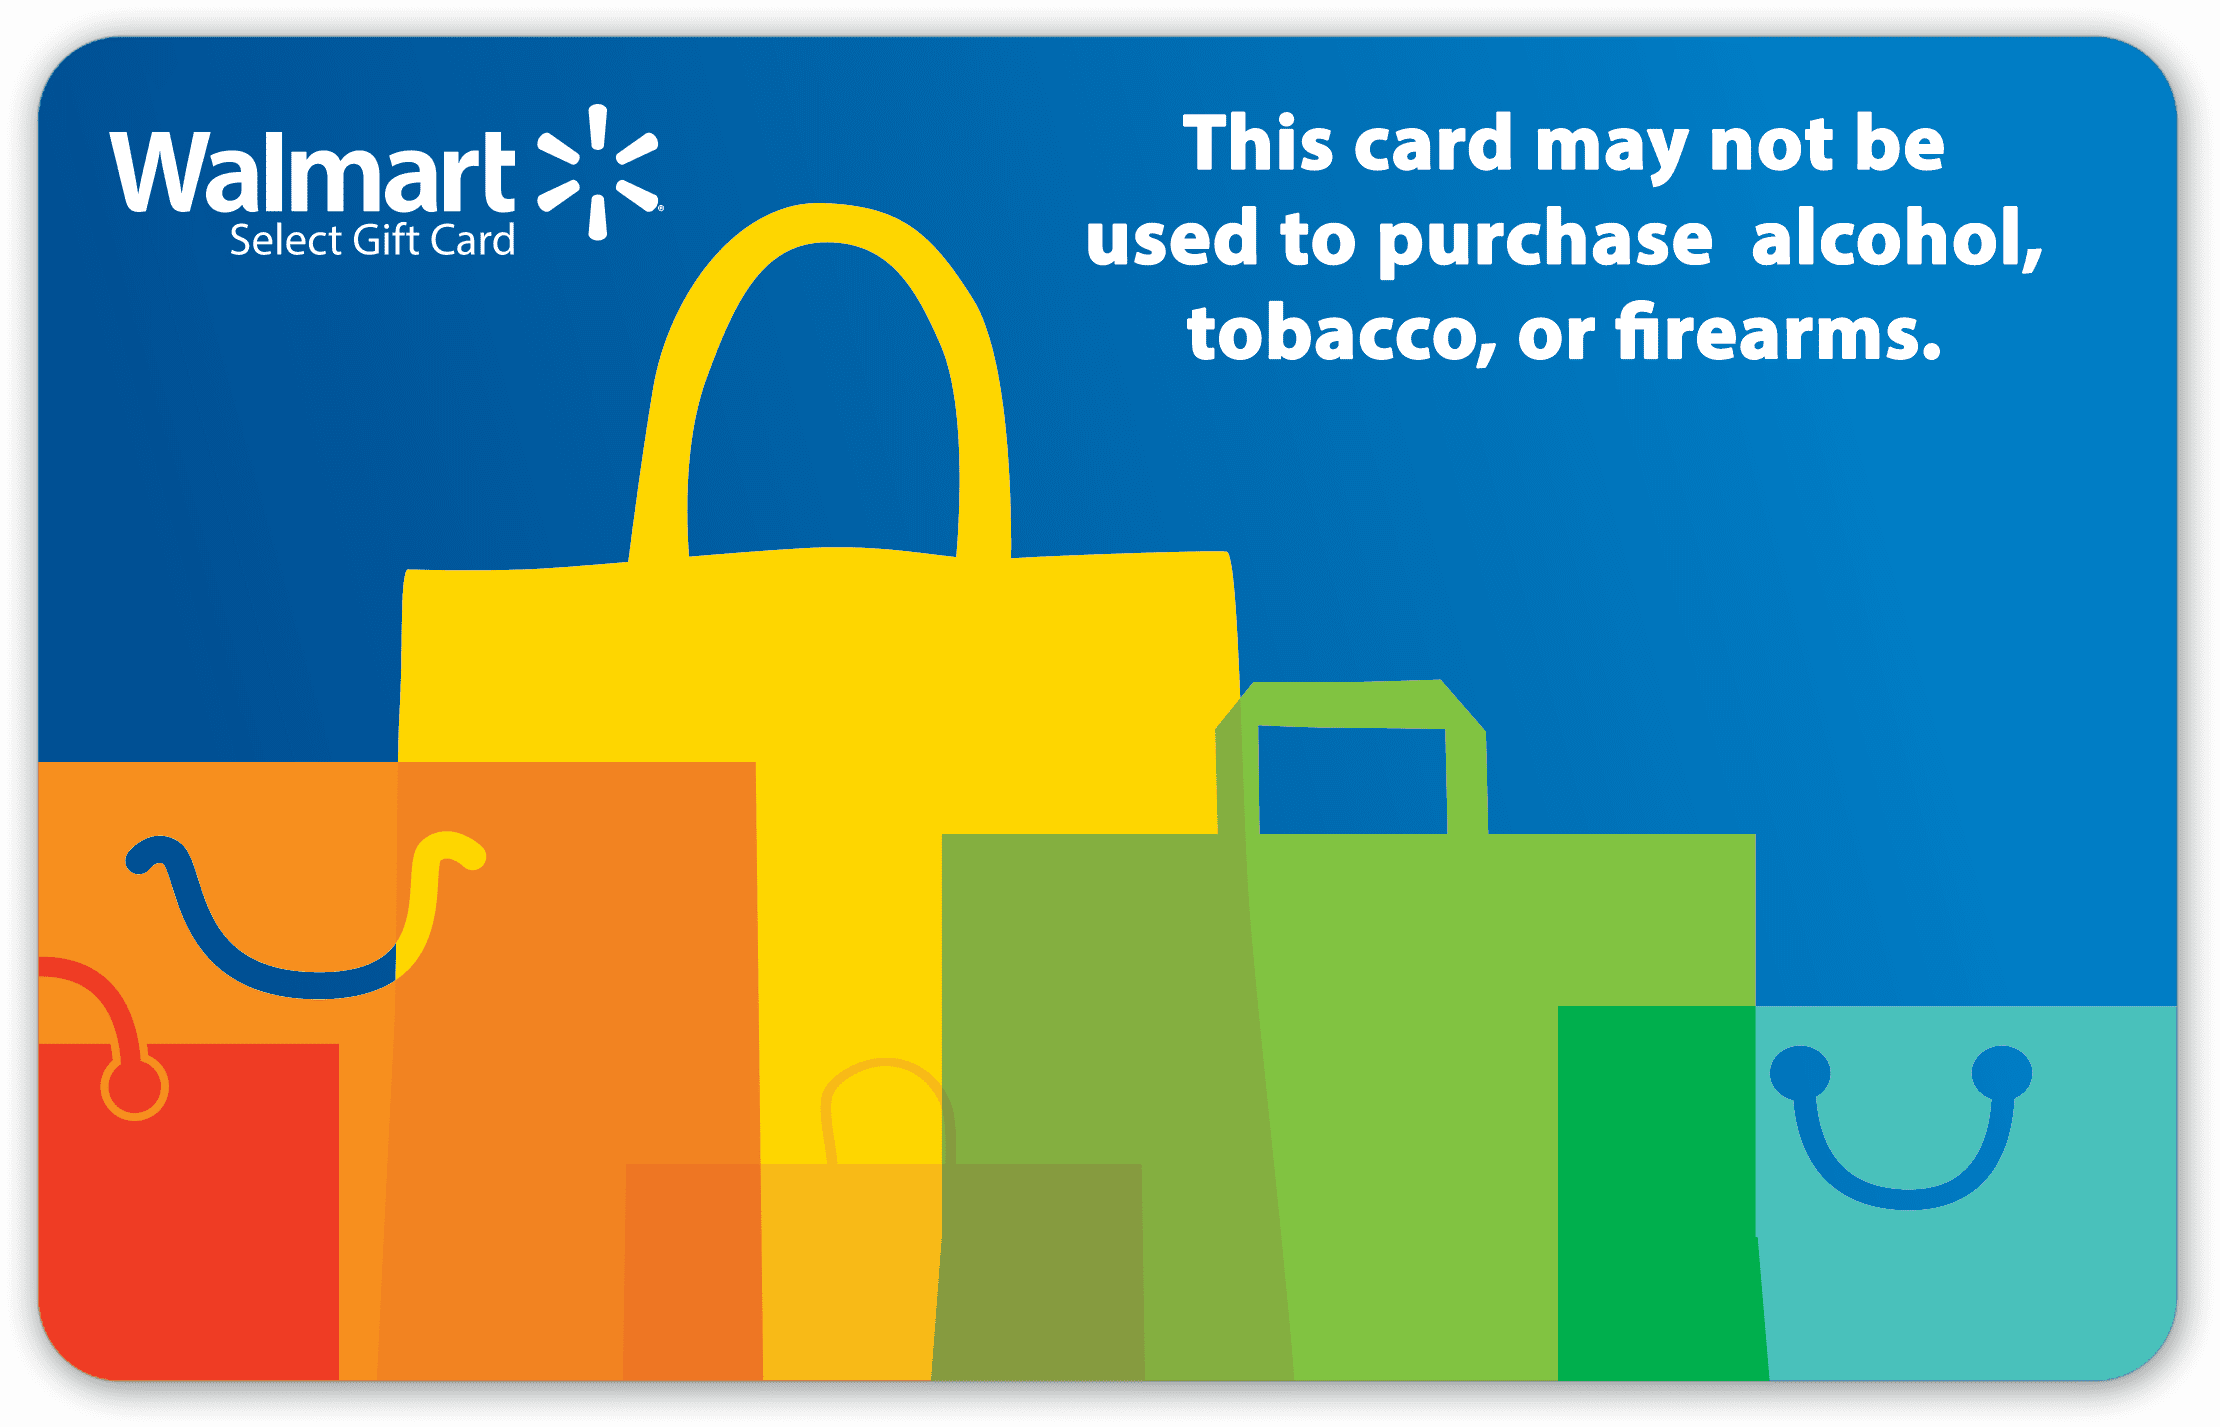 Walmart
Select Gift Card
This card may not be
used to purchase alcohol,
tobacco, or firearms.